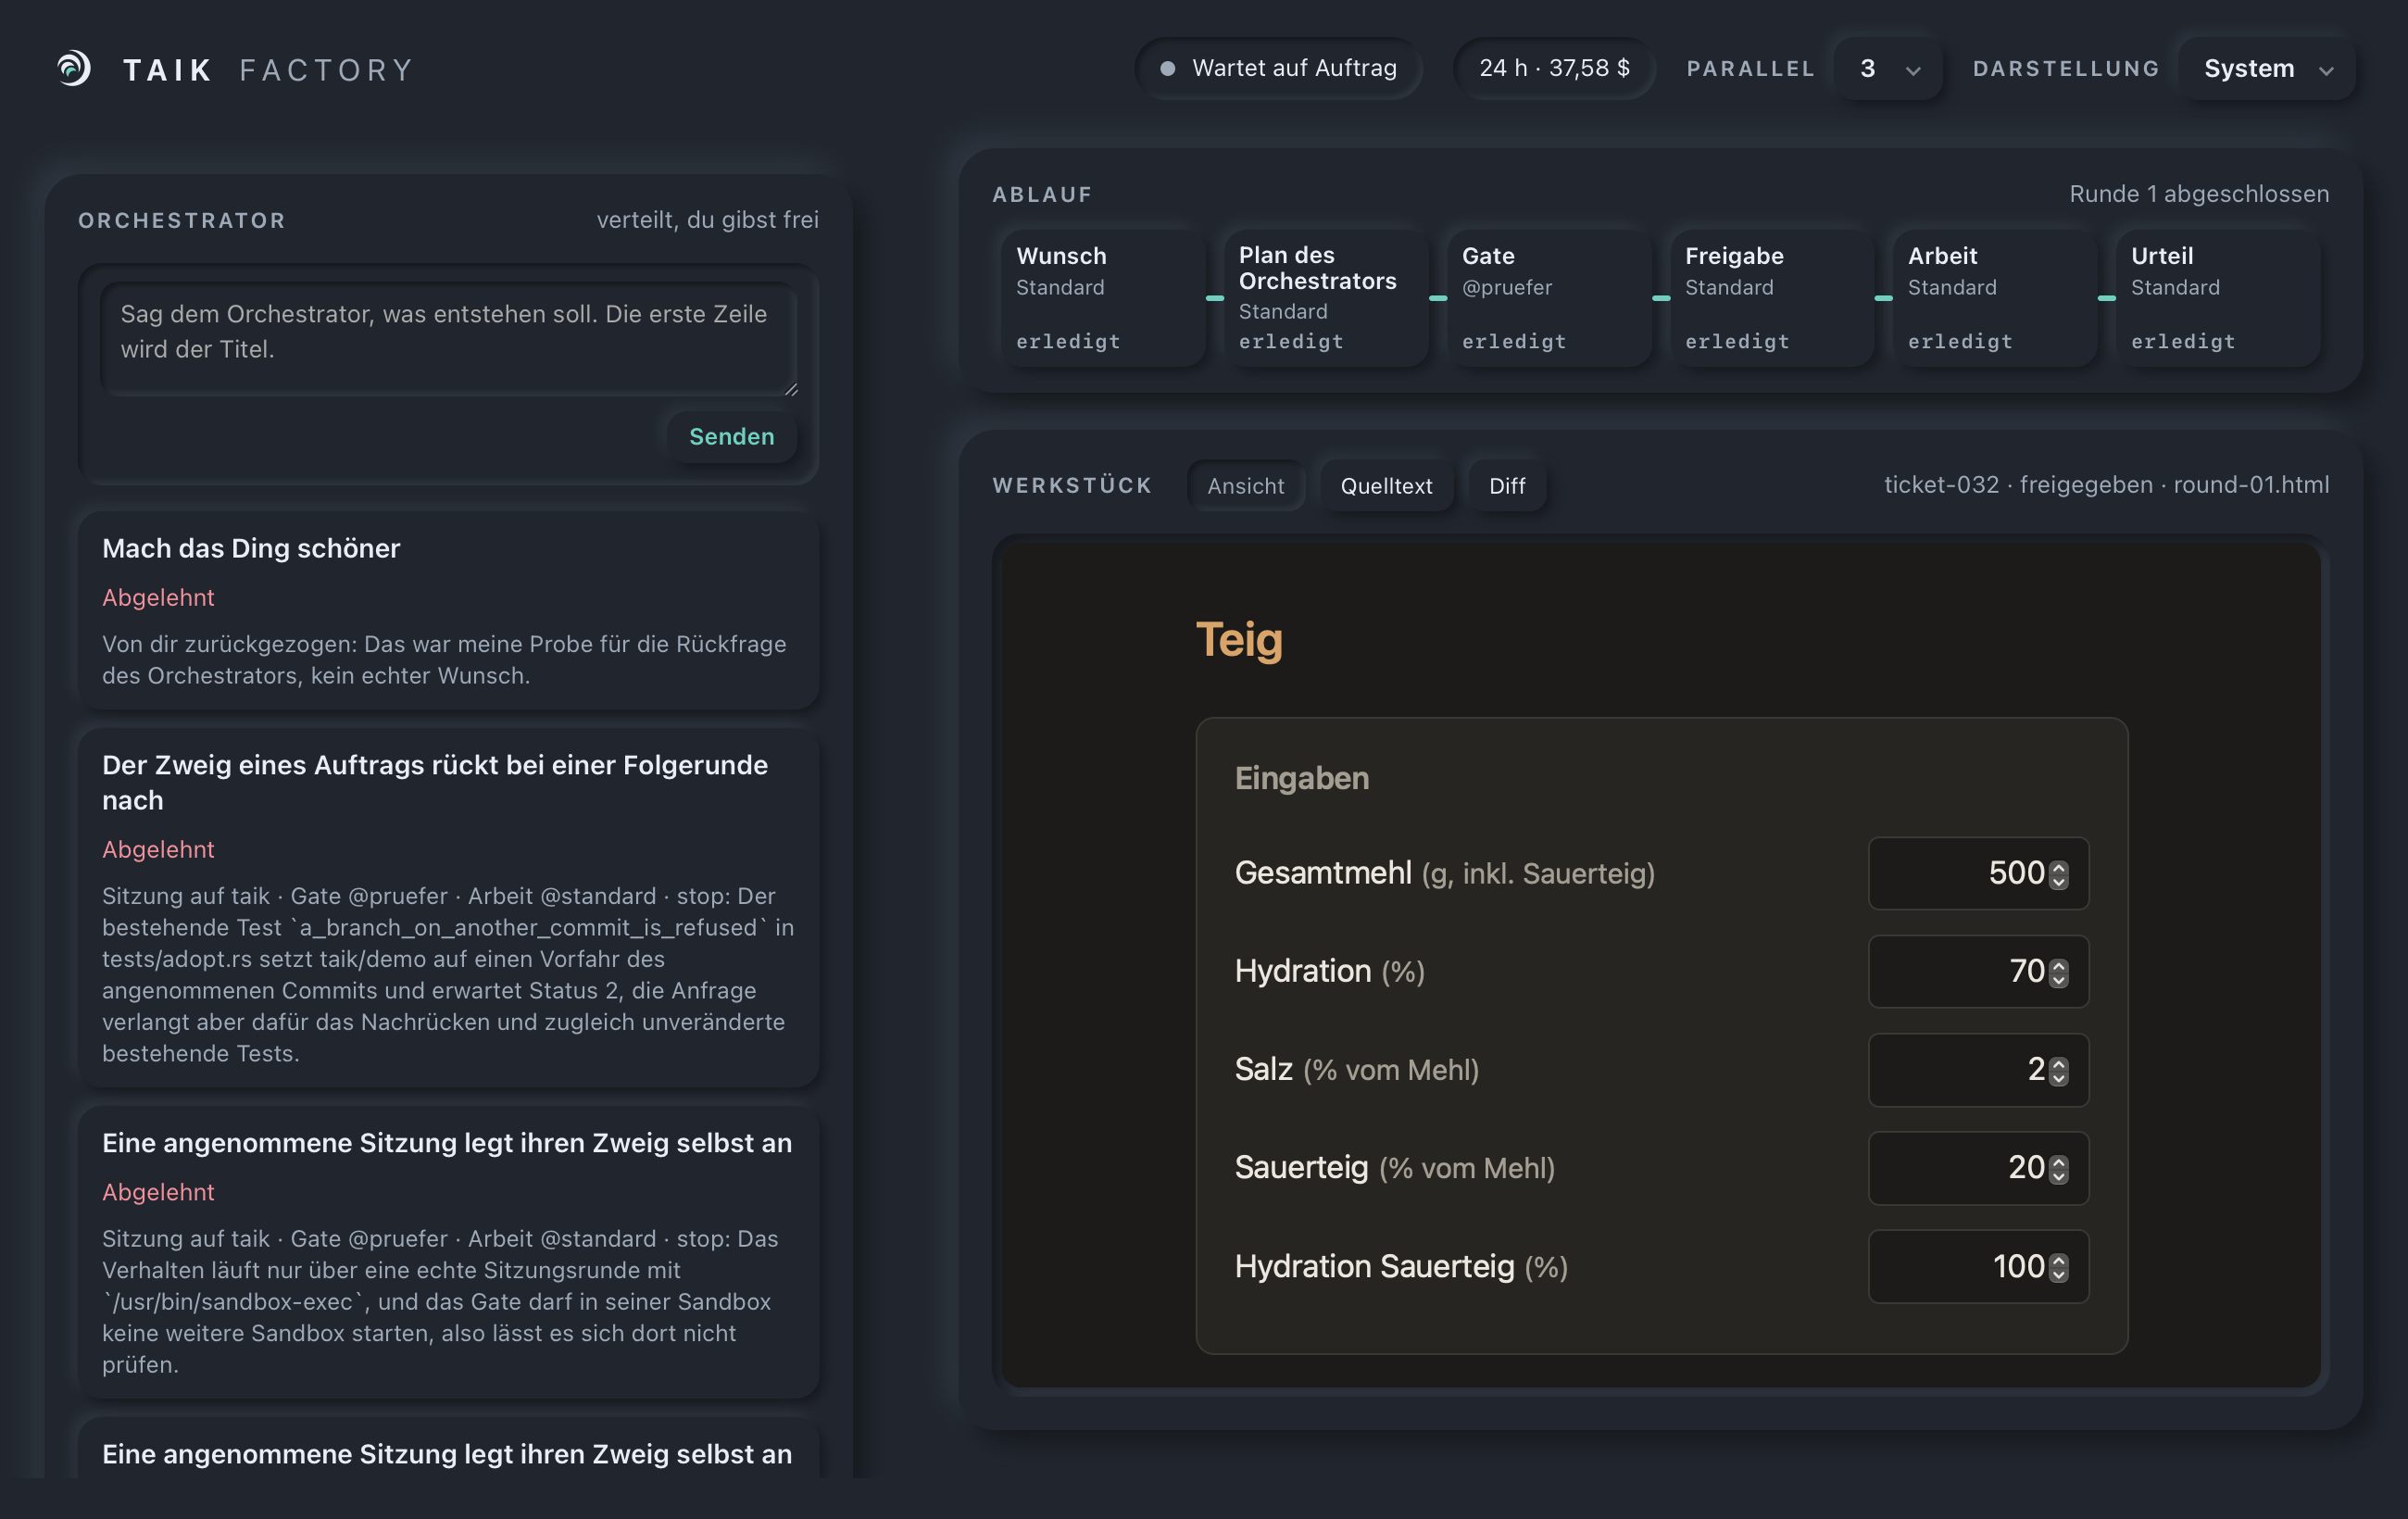 TAIK FACTORY
Wartet auf Auftrag
24 h · 37,58 $
PARALLEL
3
DARSTELLUNG
System
ORCHESTRATOR
verteilt, du gibst frei
Sag dem Orchestrator, was entstehen soll. Die erste Zeile
wird der Titel.
Senden
Mach das Ding schöner
Abgelehnt
Von dir zurückgezogen: Das war meine Probe für die Rückfrage
des Orchestrators, kein echter Wunsch.
Der Zweig eines Auftrags rückt bei einer Folgerunde
nach
Abgelehnt
Sitzung auf taik · Gate @pruefer · Arbeit @standard · stop: Der
bestehende Test `a_branch_on_another_commit_is_refused` in
tests/adopt.rs setzt taik/demo auf einen Vorfahr des
angenommenen Commits und erwartet Status 2, die Anfrage
verlangt aber dafür das Nachrücken und zugleich unveränderte
bestehende Tests.
Eine angenommene Sitzung legt ihren Zweig selbst an
Abgelehnt
Sitzung auf taik · Gate @pruefer · Arbeit @standard · stop: Das
Verhalten läuft nur über eine echte Sitzungsrunde mit
`/usr/bin/sandbox-exec`, und das Gate darf in seiner Sandbox
keine weitere Sandbox starten, also lässt es sich dort nicht
prüfen.
Eine angenommene Sitzung legt ihren Zweig selbst an
ABLAUF
Runde 1 abgeschlossen
Wunsch
Standard
erledigt
Plan des
Orchestrators
Standard
erledigt
Gate
@pruefer
erledigt
Freigabe
Standard
erledigt
Arbeit
Standard
erledigt
Urteil
Standard
erledigt
WERKSTÜCK
Ansicht
Quelltext
Diff
ticket-032 · freigegeben · round-01.html
Teig
Eingaben
Gesamtmehl (g, inkl. Sauerteig)
500
Hydration (%)
70
Salz (% vom Mehl)
2
Sauerteig (% vom Mehl)
20
Hydration Sauerteig (%)
100